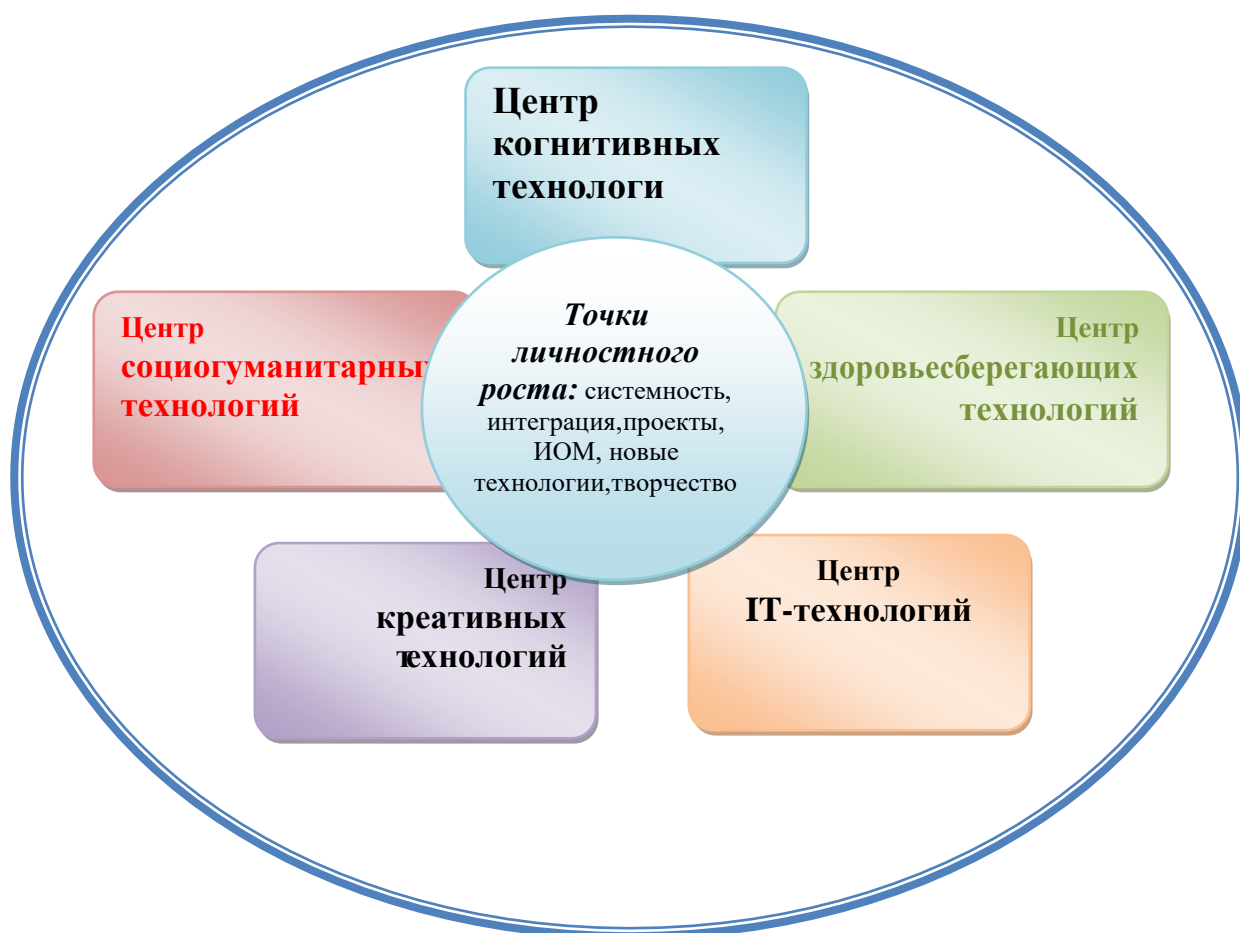 Центр
когнитивных
технологи
Центр
социогуманитарны
технологий
Точки
личностного
роста: системность,
интеграция,проекты,
ИОМ, новые
технологии,творчество
Центр
здоровьесберегающих
технологий
Центр
креативных
технологий
Центр
IT-технологий